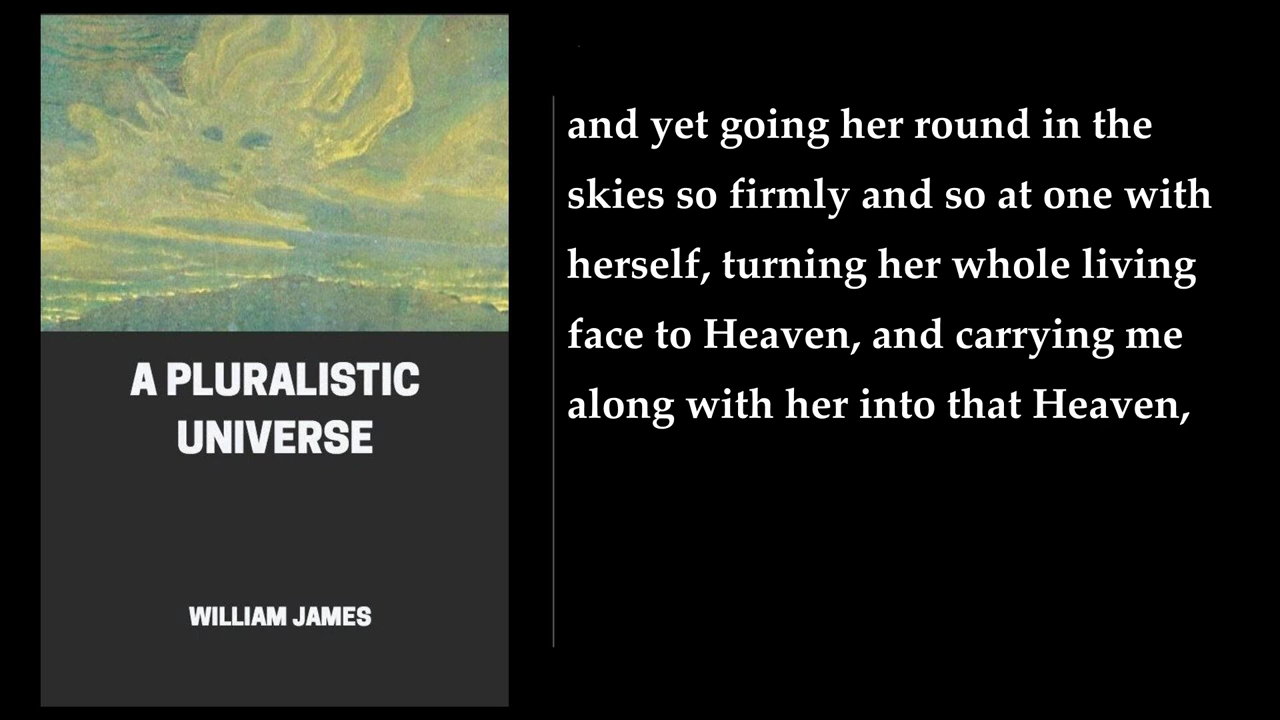 A PLURALISTIC
UNIVERSE
WILLIAM JAMES
and yet going her round in the
skies so firmly and so at one with
herself, turning her whole living
face to Heaven, and carrying me
along with her into that Heaven,